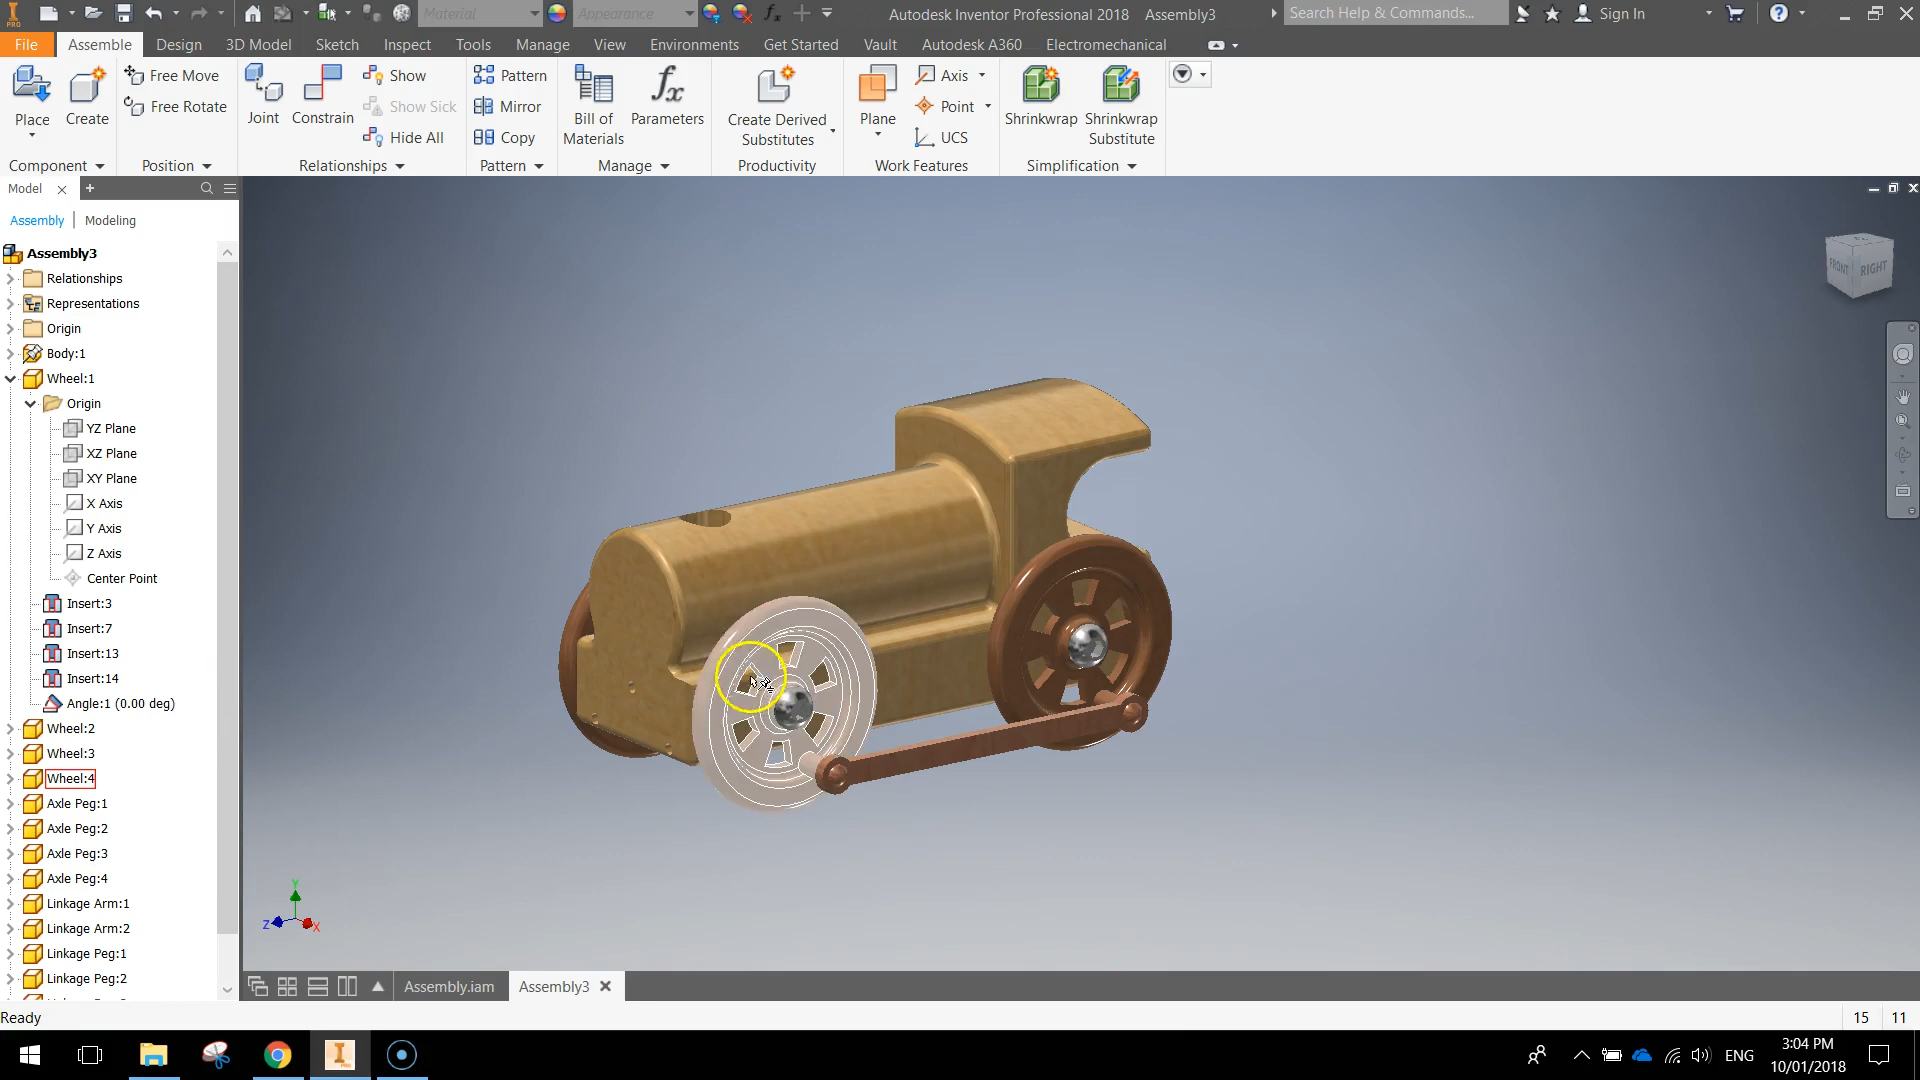 Material
Appearance
Autodesk Inventor Professional 2018 Assembly3
Search Help & Commands...
Sign In
PRO
File Assemble Design 3D Model Sketch Inspect Tools Manage View Environments Get Started Vault Autodesk A360 Electromechanical
Place
Create
Free Move
Free Rotate
Joint
Constrain
Show
Show Sick
Hide All
Pattern
Mirror
Copy
Bill of
Materials
Parameters
Create Derived
Substitutes
Plane
Axis
Point
UCS
Shrinkwrap
Shrinkwrap
Substitute
Component Position Relationships Pattern Manage Productivity Work Features Simplification
Model
Assembly Modeling
Assembly3
Relationships
Representations
Origin
Body:1
Wheel:1
Origin
YZ Plane
XZ Plane
XY Plane
X Axis
Y Axis
Z Axis
Center Point
Insert:3
Insert:7
Insert:13
Insert:14
Angle:1 (0.00 deg)
Wheel:2
Wheel:3
Wheel:4
Axle Peg:1
Axle Peg:2
Axle Peg:3
Axle Peg:4
Linkage Arm:1
Linkage Arm:2
Linkage Peg:1
Linkage Peg:2
FRONT RIGHT
Y
Z X
Assembly.iam Assembly3
Ready
15 11
ENG
3:04 PM
10/01/2018